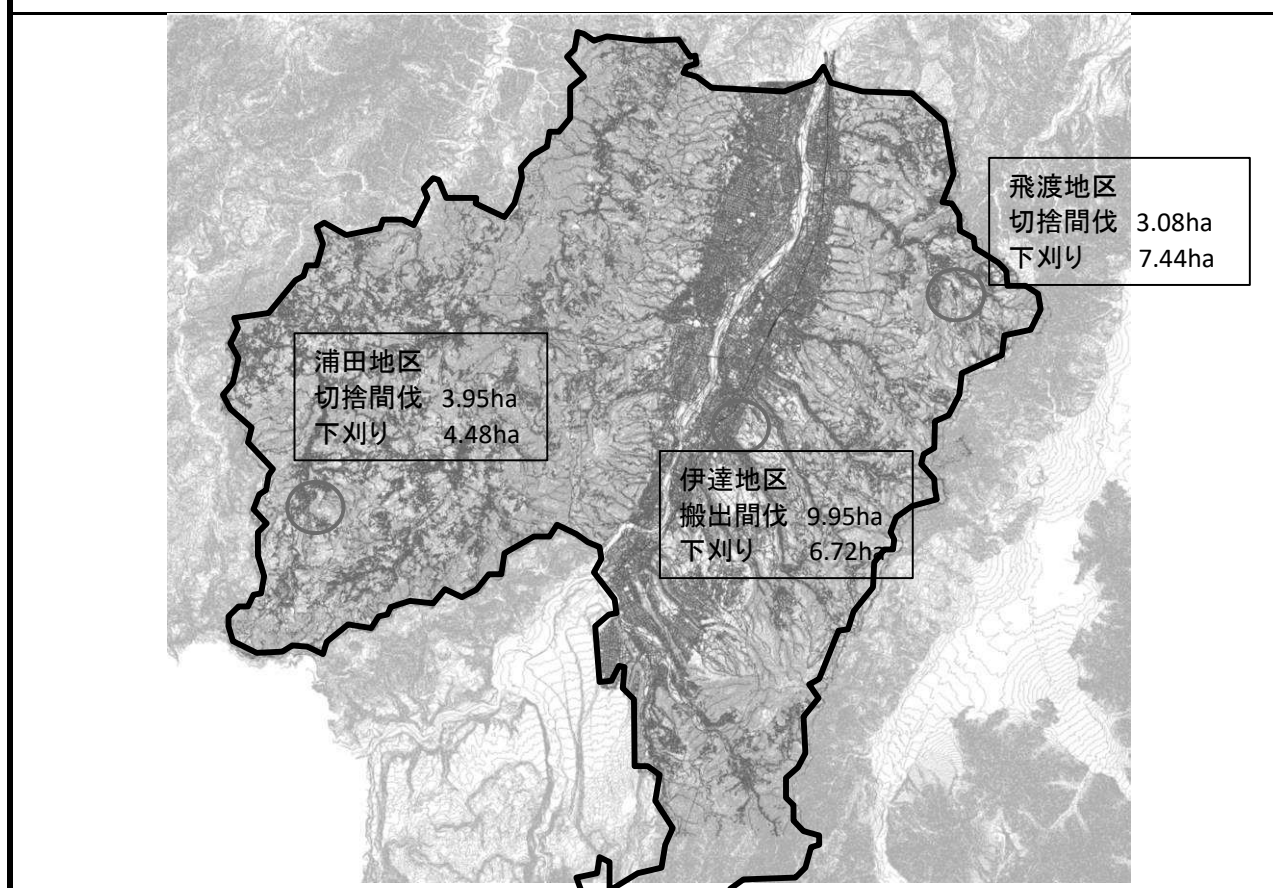 飛渡地区
切捨間伐 3.08ha
下刈り 7.44ha
浦田地区
切捨間伐 3.95ha
下刈り 4.48ha
伊達地区
搬出間伐 9.95ha
下刈り 6.72ha